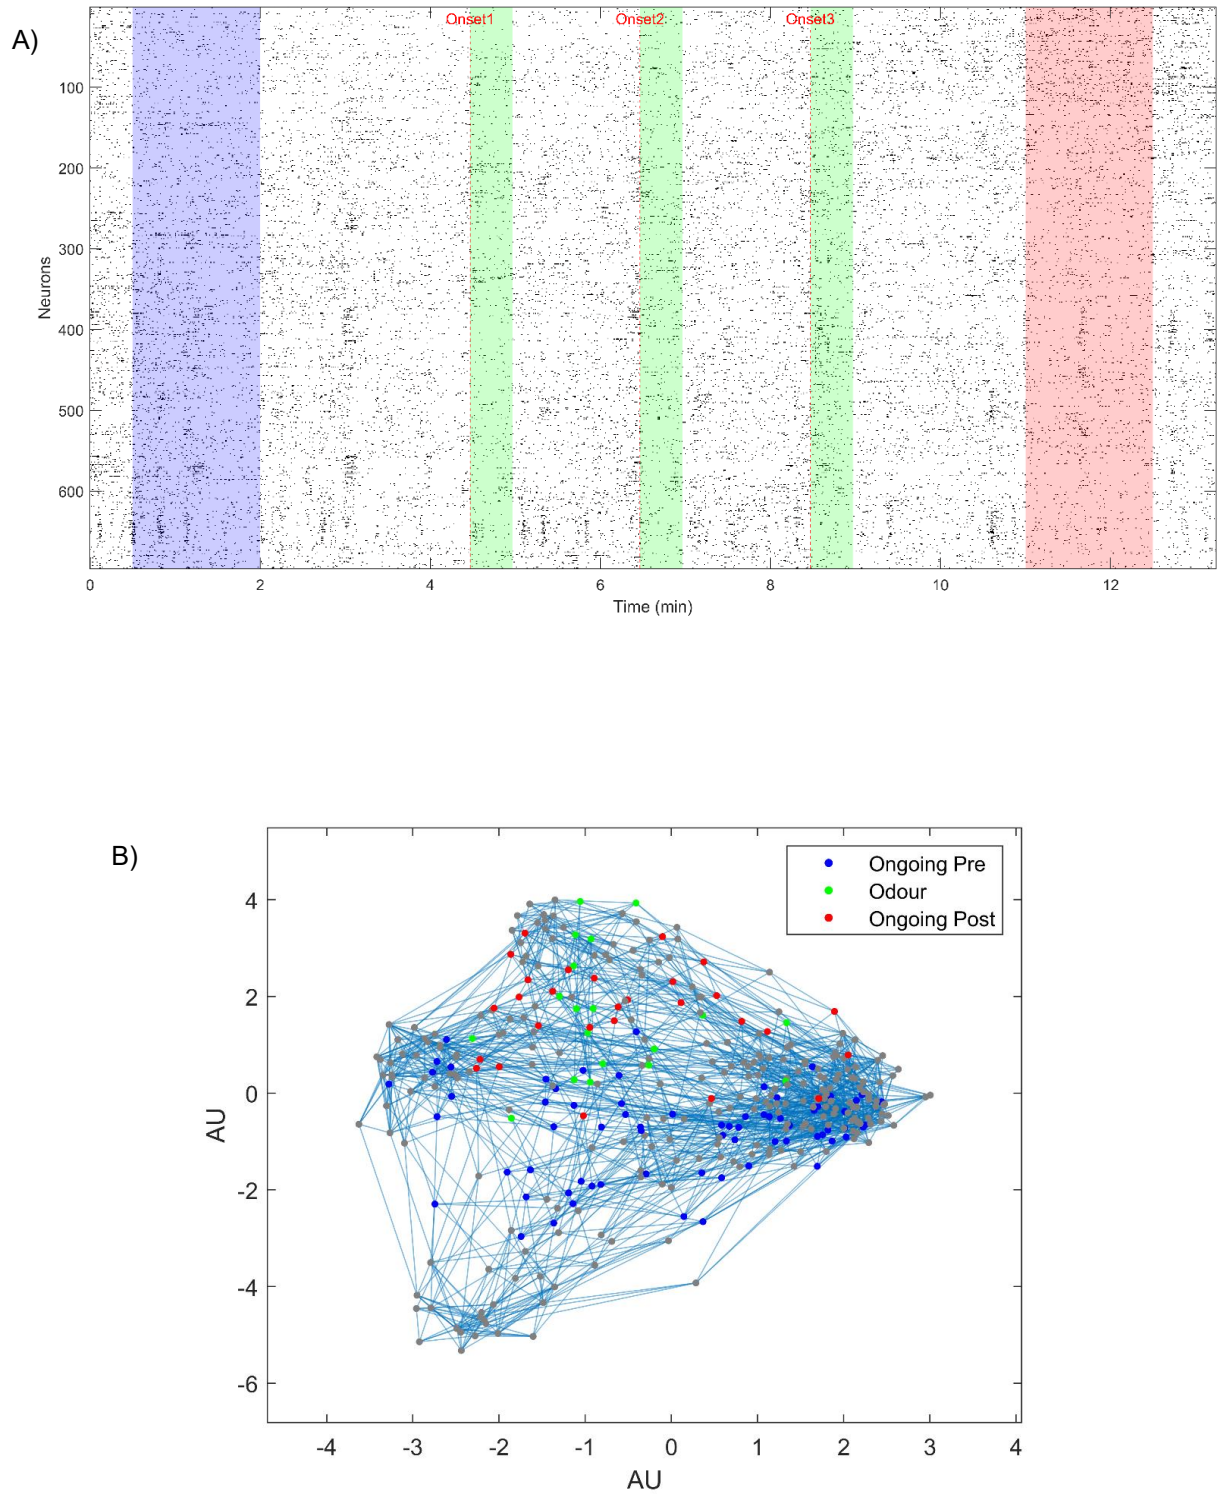 A)
Onset1 Onset2 Onset3
100
200
300
400
500
600
Neurons
0 2 4 6 8 10 12
Time (min)
B)
Ongoing Pre
Odour
Ongoing Post
4
2
0
-2
-4
-6
AU
-4 -3 -2 -1 0 1 2 3 4
AU